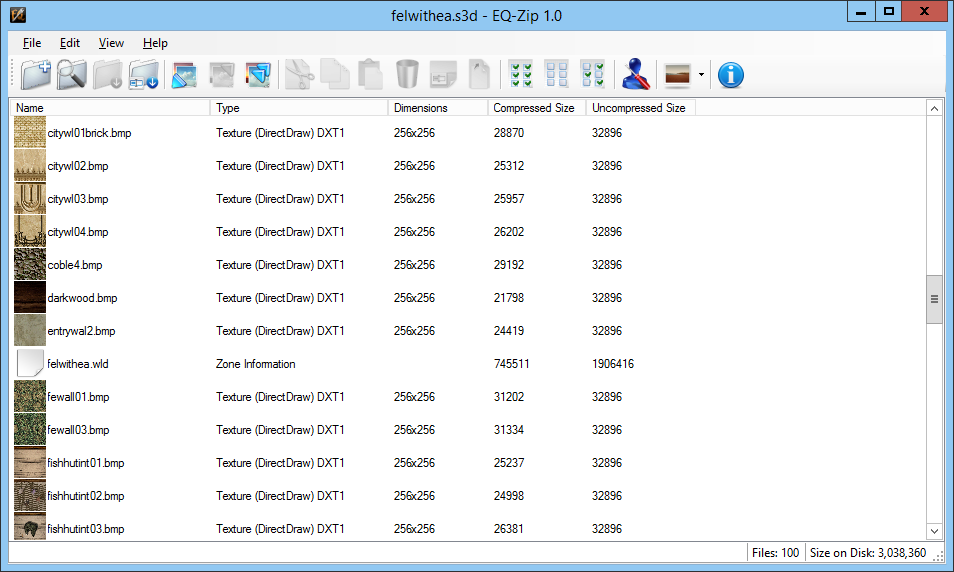 felwithea.s3d - EQ-Zip 1.0
File Edit View Help
Name Type Dimensions Compressed Size Uncompressed Size
citywl01brick.bmp Texture (DirectDraw) DXT1 256x256 28870 32896
citywl02.bmp Texture (DirectDraw) DXT1 256x256 25312 32896
citywl03.bmp Texture (DirectDraw) DXT1 256x256 25957 32896
citywl04.bmp Texture (DirectDraw) DXT1 256x256 26202 32896
coble4.bmp Texture (DirectDraw) DXT1 256x256 29192 32896
darkwood.bmp Texture (DirectDraw) DXT1 256x256 21798 32896
entrywal2.bmp Texture (DirectDraw) DXT1 256x256 24419 32896
felwithea.wld Zone Information 745511 1906416
fewall01.bmp Texture (DirectDraw) DXT1 256x256 31202 32896
fewall03.bmp Texture (DirectDraw) DXT1 256x256 31334 32896
fishhutint01.bmp Texture (DirectDraw) DXT1 256x256 25237 32896
fishhutint02.bmp Texture (DirectDraw) DXT1 256x256 24998 32896
fishhutint03.bmp Texture (DirectDraw) DXT1 256x256 26381 32896
Files: 100 Size on Disk: 3,038,360